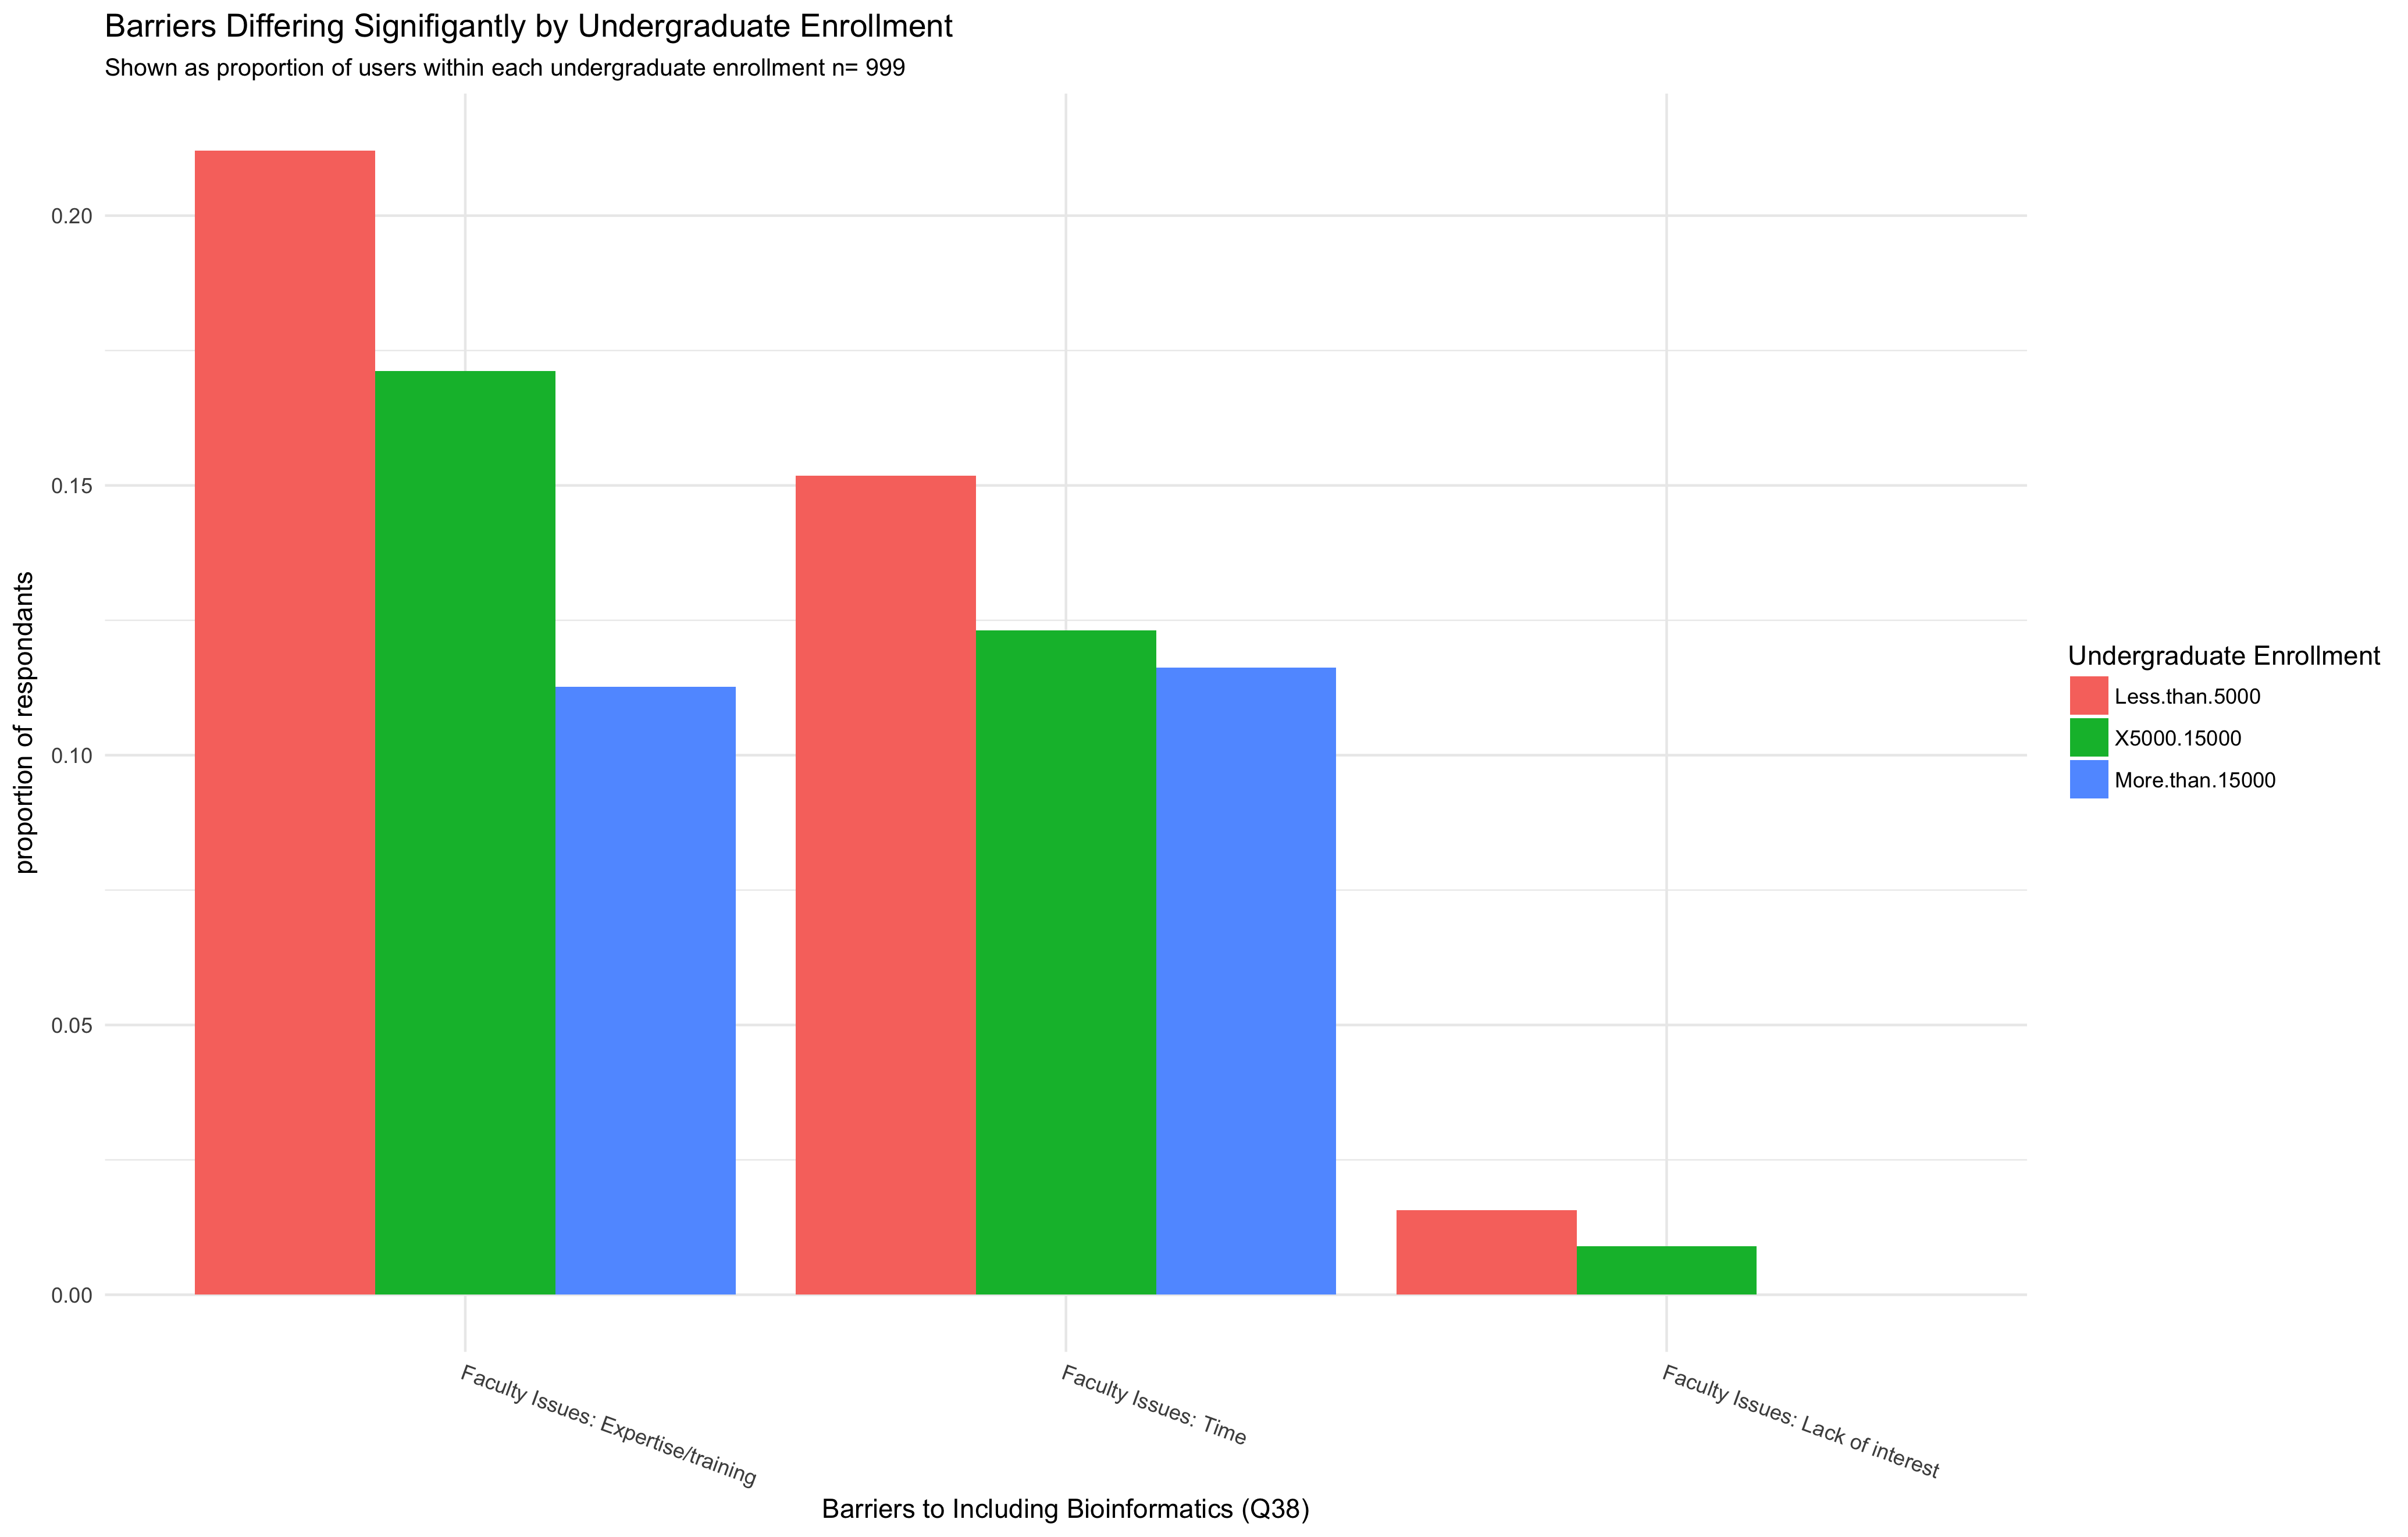 Barriers Differing Signifigantly by Undergraduate Enrollment
Shown as proportion of users within each undergraduate enrollment n= 999
proportion of respondants
0.20
0.15
0.10
0.05
0.00
Faculty Issues: Expertise/training
Faculty Issues: Time
Faculty Issues: Lack of interest
Barriers to Including Bioinformatics (Q38)
Undergraduate Enrollment
Less.than.5000
X5000.15000
More.than.15000